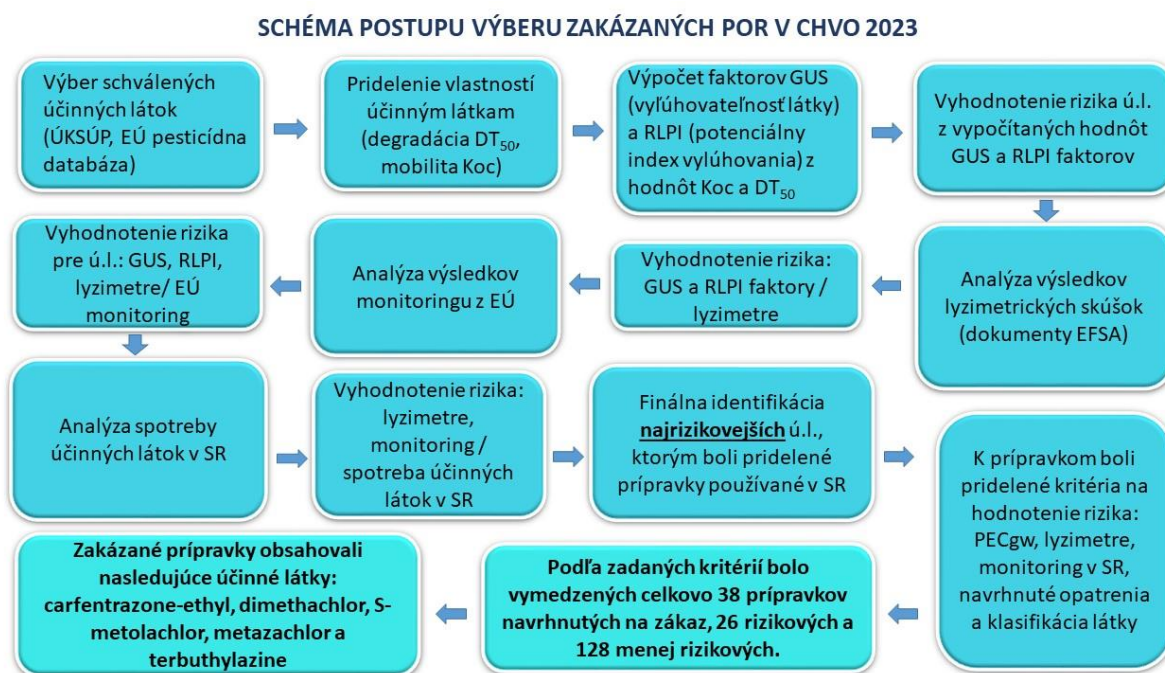 SCHÉMA POSTUPU VÝBERU ZAKÁZANÝCH POR V CHVO 2023
Výber schválených
účinných látok
(ÚKSÚP, EÚ pesticídna
databáza)
Pridelenie vlastností
účinným látkam
(degradácia DT50,
mobilita Koc)
Výpočet faktorov GUS
(vyľúhovateľnosť látky)
a RLPI (potenciálny
index vylúhovania) z
hodnôt Koc a DT50
Vyhodnotenie rizika ú.l.
z vypočítaných hodnôt
GUS a RLPI faktorov
Analýza výsledkov
lyzimetrických skúšok
(dokumenty EFSA)
Vyhodnotenie rizika:
GUS a RLPI faktory /
lyzimetre
Analýza výsledkov
monitoringu z EÚ
Vyhodnotenie rizika
pre ú.l.: GUS, RLPI,
lyzimetre/ EÚ
monitoring
Analýza spotreby
účinných látok v SR
Vyhodnotenie rizika:
lyzimetre,
monitoring /
spotreba účinných
látok v SR
Finálna identifikácia
najrizikovejších ú.l.,
ktorým boli pridelené
prípravky používané v SR
K prípravkom boli
pridelené kritéria na
hodnotenie rizika:
PECgw, lyzimetre,
monitoring v SR,
navrhnuté opatrenia
a klasifikácia látky
Podľa zadaných kritérií bolo
vymedzených celkovo 38 prípravkov
navrhnutých na zákaz, 26 rizikových a
128 menej rizikových.
Zakázané prípravky obsahovali
nasledujúce účinné látky:
carfentrazone-ethyl, dimethachlor, S-
metolachlor, metazachlor a
terbuthylazine